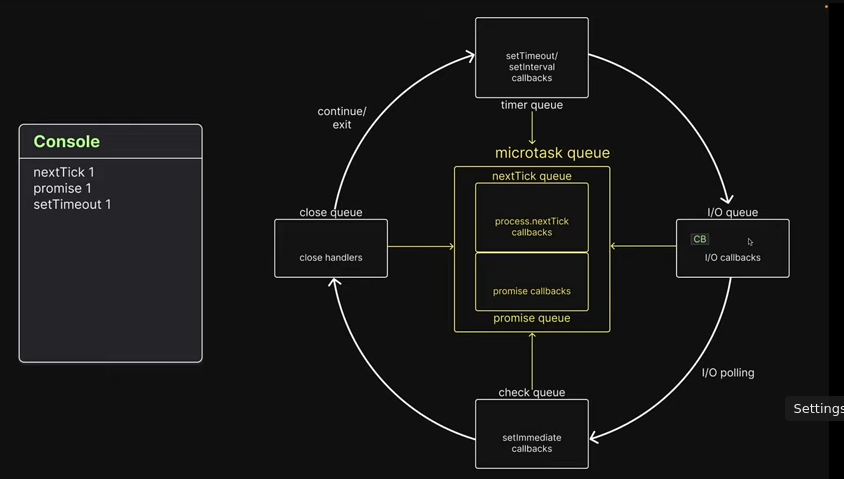 Console
nextTick 1
promise 1
setTimeout 1
setTimeout/
setInterval
callbacks
timer queue
continue/
exit
microtask queue
nextTick queue
process.nextTick
callbacks
promise callbacks
promise queue
close queue
close handlers
I/O queue
CB
I/O callbacks
I/O polling
check queue
setImmediate
callbacks
Settings